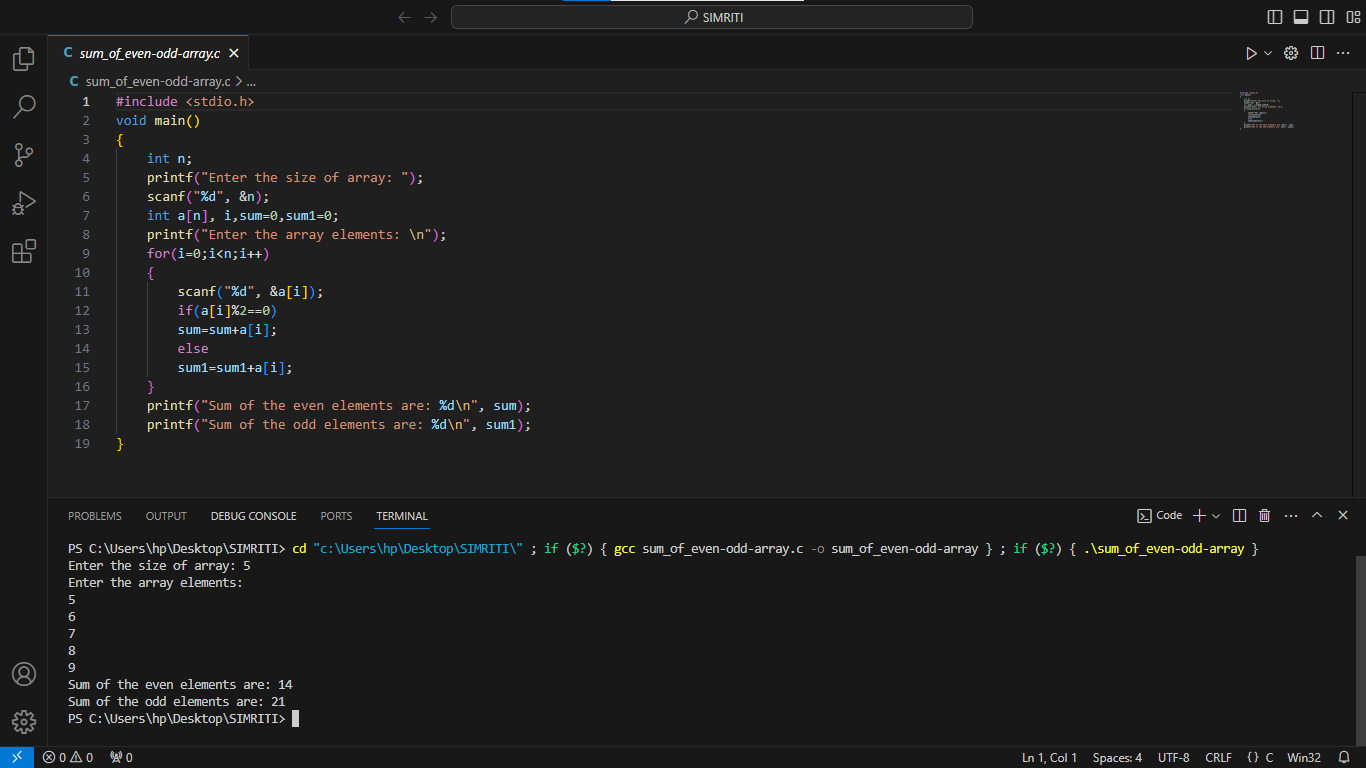 SIMRITI
C sum_of_even-odd-array.c
C sum_of_even-odd-array.c > ...
1 #include <stdio.h>
2 void main()
3 {
4 int n;
5 printf("Enter the size of array: ");
6 scanf("%d", &n);
7 int a[n], i,sum=0,sum1=0;
8 printf("Enter the array elements: \n");
9 for(i=0;i<n;i++)
10 {
11 scanf("%d", &a[i]);
12 if(a[i]%2==0)
13 sum=sum+a[i];
14 else
15 sum1=sum1+a[i];
16 }
17 printf("Sum of the even elements are: %d\n", sum);
18 printf("Sum of the odd elements are: %d\n", sum1);
19 }
PROBLEMS OUTPUT DEBUG CONSOLE PORTS TERMINAL Code
PS C:\Users\hp\Desktop\SIMRITI> cd "c:\Users\hp\Desktop\SIMRITI\" ; if ($?) { gcc sum_of_even-odd-array.c -o sum_of_even-odd-array } ; if ($?) { .\sum_of_even-odd-array }
Enter the size of array: 5
Enter the array elements:
5
6
7
8
9
Sum of the even elements are: 14
Sum of the odd elements are: 21
PS C:\Users\hp\Desktop\SIMRITI>
0 0 0 Ln 1, Col 1 Spaces: 4 UTF-8 CRLF {} C Win32